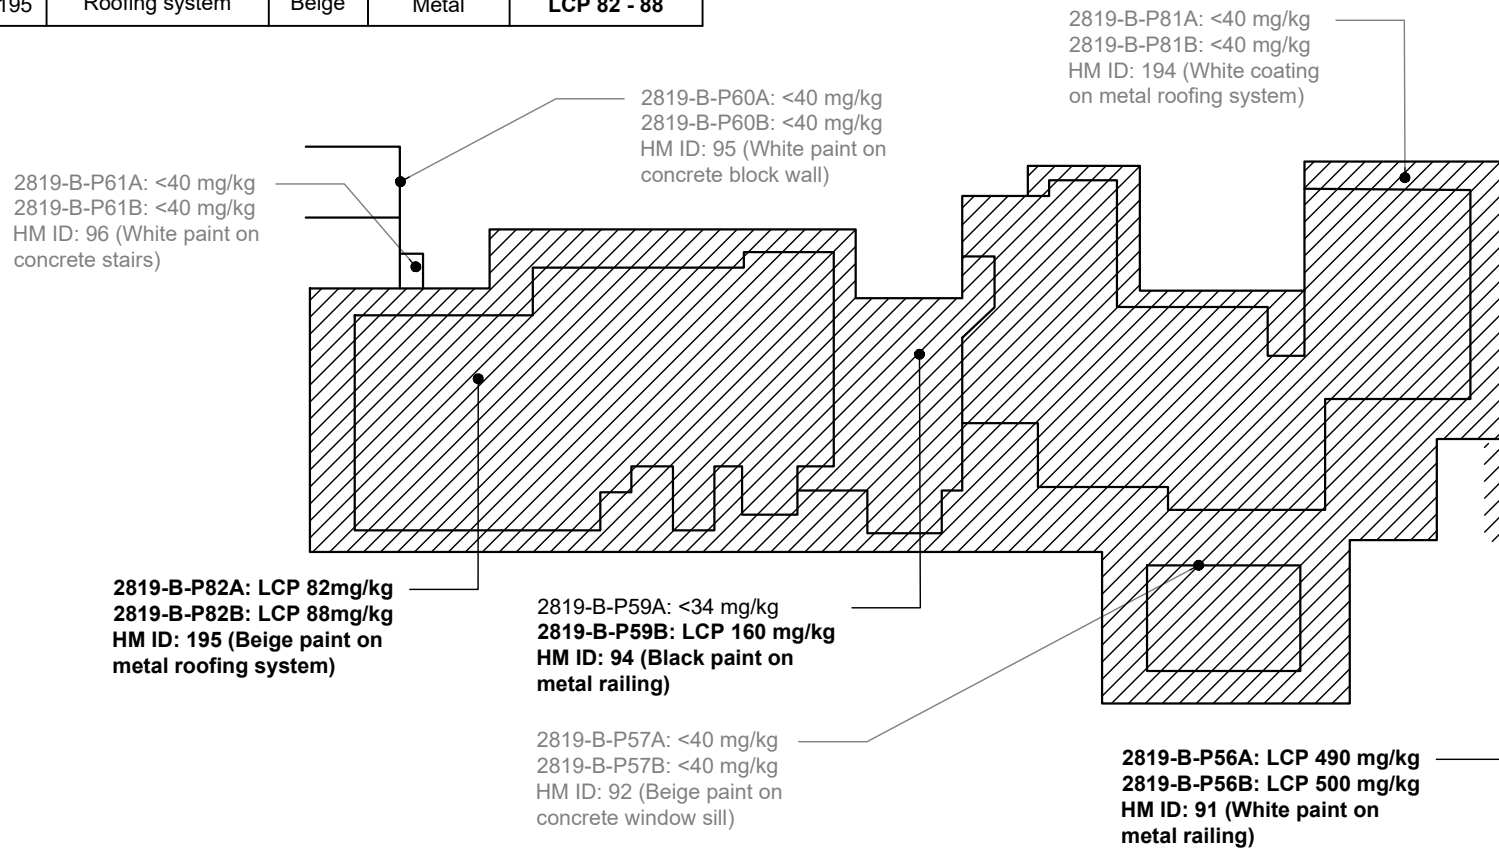 195 Roofing system Beige Metal LCP 82 - 88
2819-B-P81A: <40 mg/kg
2819-B-P81B: <40 mg/kg
HM ID: 194 (White coating
on metal roofing system)
2819-B-P60A: <40 mg/kg
2819-B-P60B: <40 mg/kg
HM ID: 95 (White paint on
concrete block wall)
2819-B-P61A: <40 mg/kg
2819-B-P61B: <40 mg/kg
HM ID: 96 (White paint on
concrete stairs)
2819-B-P82A: LCP 82mg/kg
2819-B-P82B: LCP 88mg/kg
HM ID: 195 (Beige paint on
metal roofing system)
2819-B-P59A: <34 mg/kg
2819-B-P59B: LCP 160 mg/kg
HM ID: 94 (Black paint on
metal railing)
2819-B-P57A: <40 mg/kg
2819-B-P57B: <40 mg/kg
HM ID: 92 (Beige paint on
concrete window sill)
2819-B-P56A: LCP 490 mg/kg
2819-B-P56B: LCP 500 mg/kg
HM ID: 91 (White paint on
metal railing)